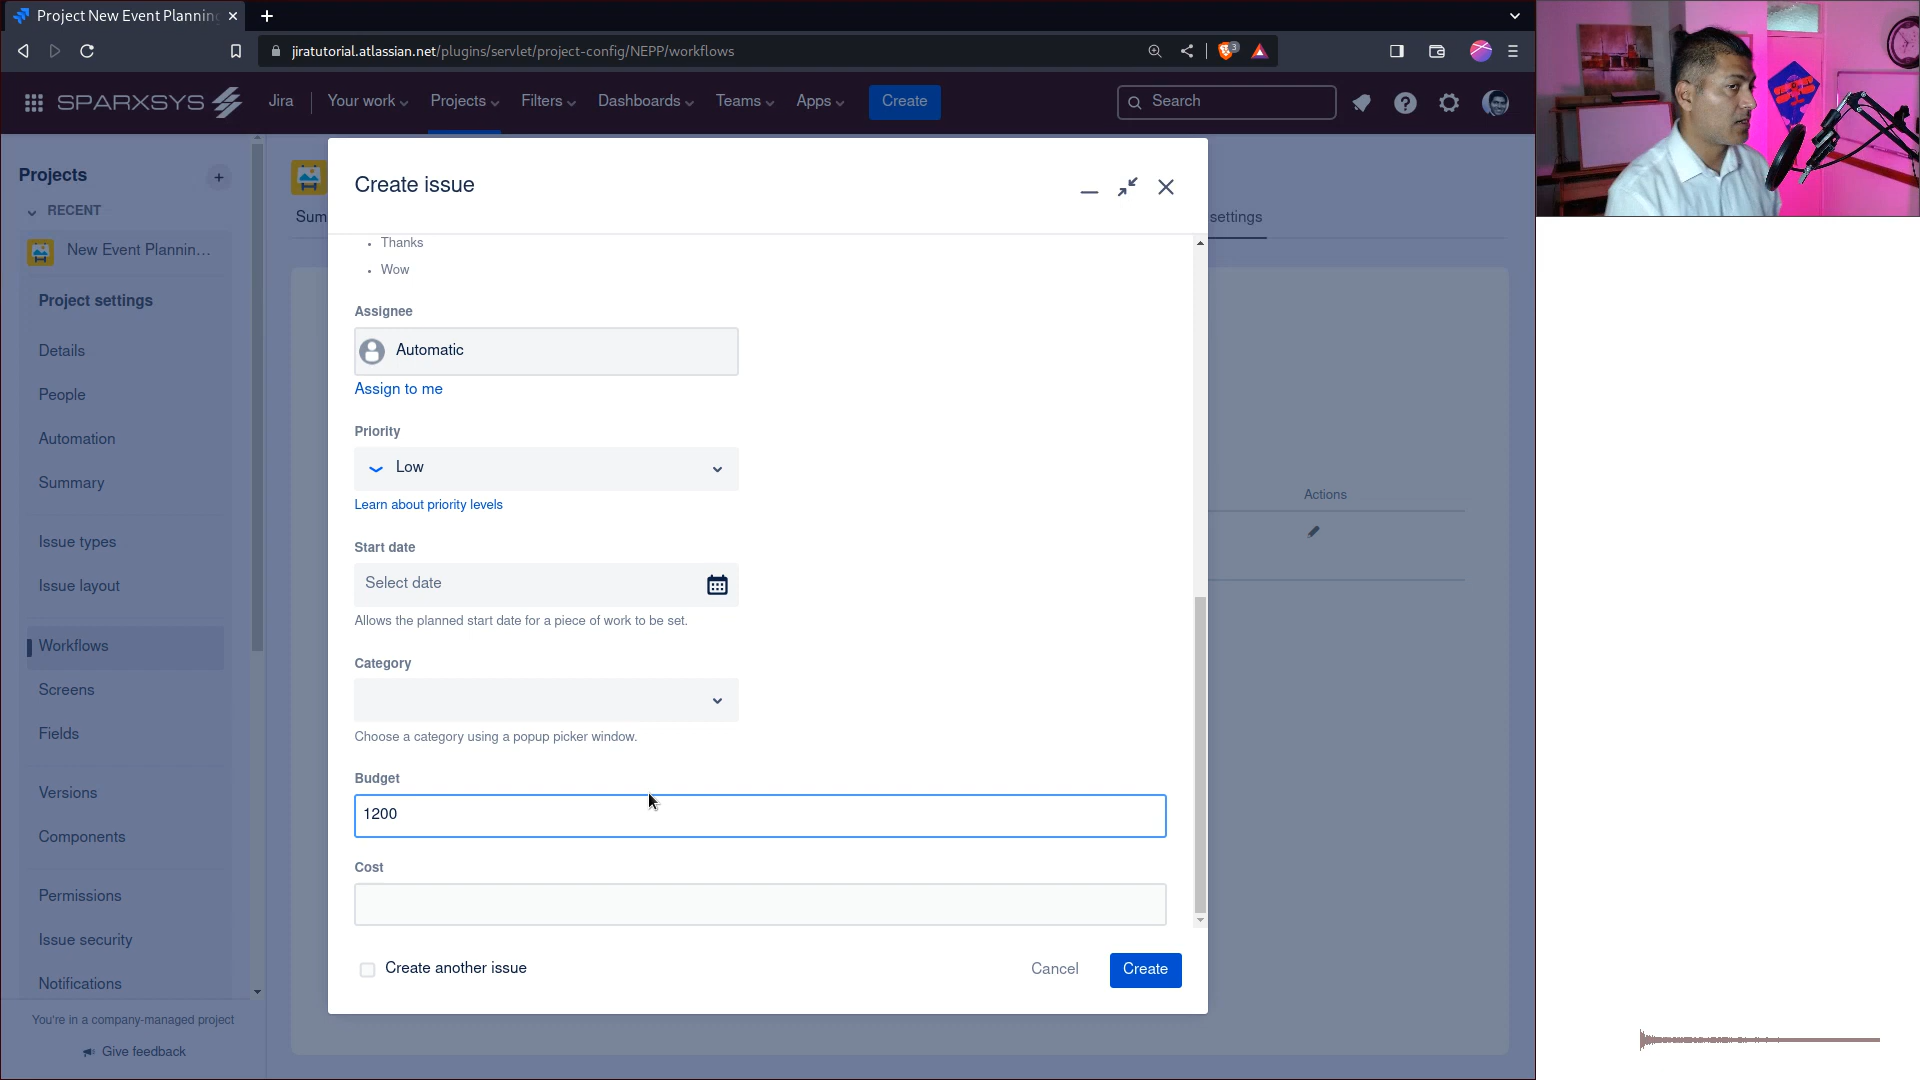 Project New Event Planning
jiratutorial.atlassian.net/plugins/servlet/project-config/NEPP/workflows
3
SPARXSYS
Jira
Your work
Projects
Filters
Dashboards
Teams
Apps
Create
Search
Projects
RECENT
New Event Plannin...
Project settings
Details
People
Automation
Summary
Issue types
Issue layout
Workflows
Screens
Fields
Versions
Components
Permissions
Issue security
Notifications
You're in a company-managed project
Give feedback
Sum
settings
Actions
Create issue
• Thanks
• Wow
Assignee
Automatic
Assign to me
Priority
Low
Learn about priority levels
Start date
Select date
Allows the planned start date for a piece of work to be set.
Category
Choose a category using a popup picker window.
Budget
1200
Cost
Create another issue
Cancel
Create